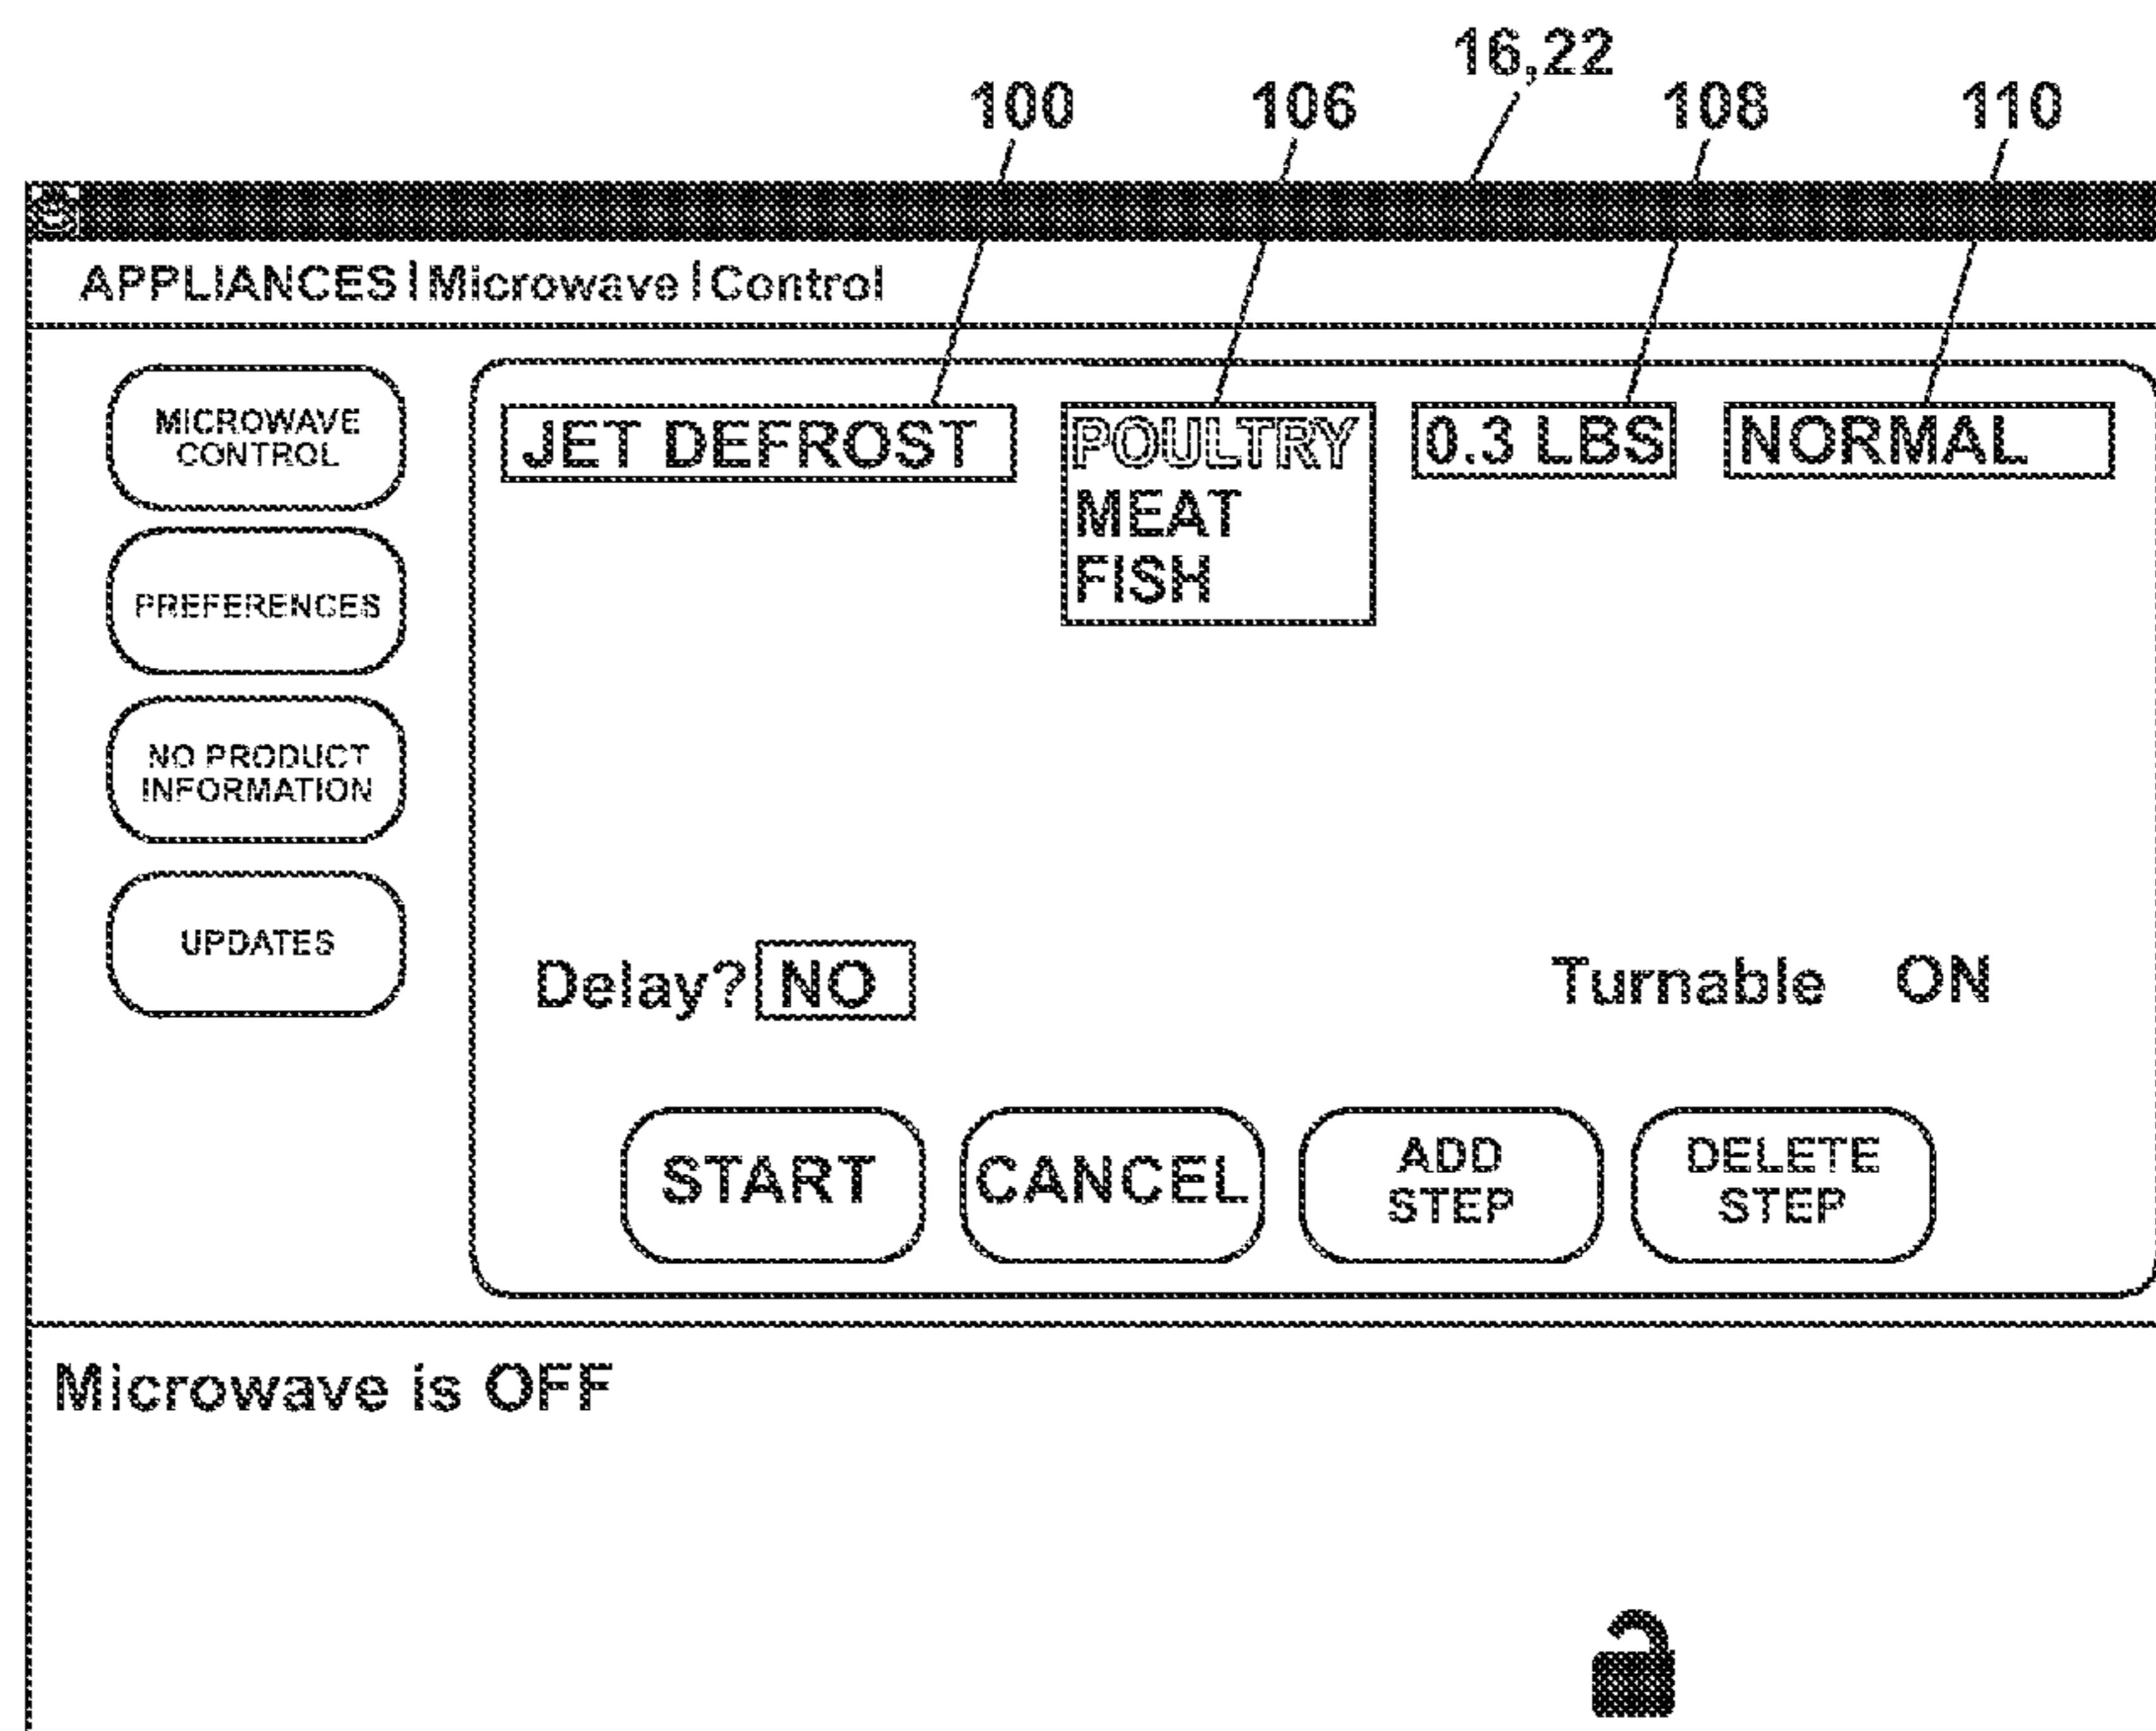 16,22
100 106 108 110
APPLIANCES | Microwave | Control
MICROWAVE
CONTROL
PREFERENCES
NO PRODUCT
INFORMATION
UPDATES
JET DEFROST POULTRY 0.3 LBS NORMAL
MEAT
FISH
Delay? NO Turnable ON
START CANCEL ADD
STEP DELETE
STEP
Microwave is OFF